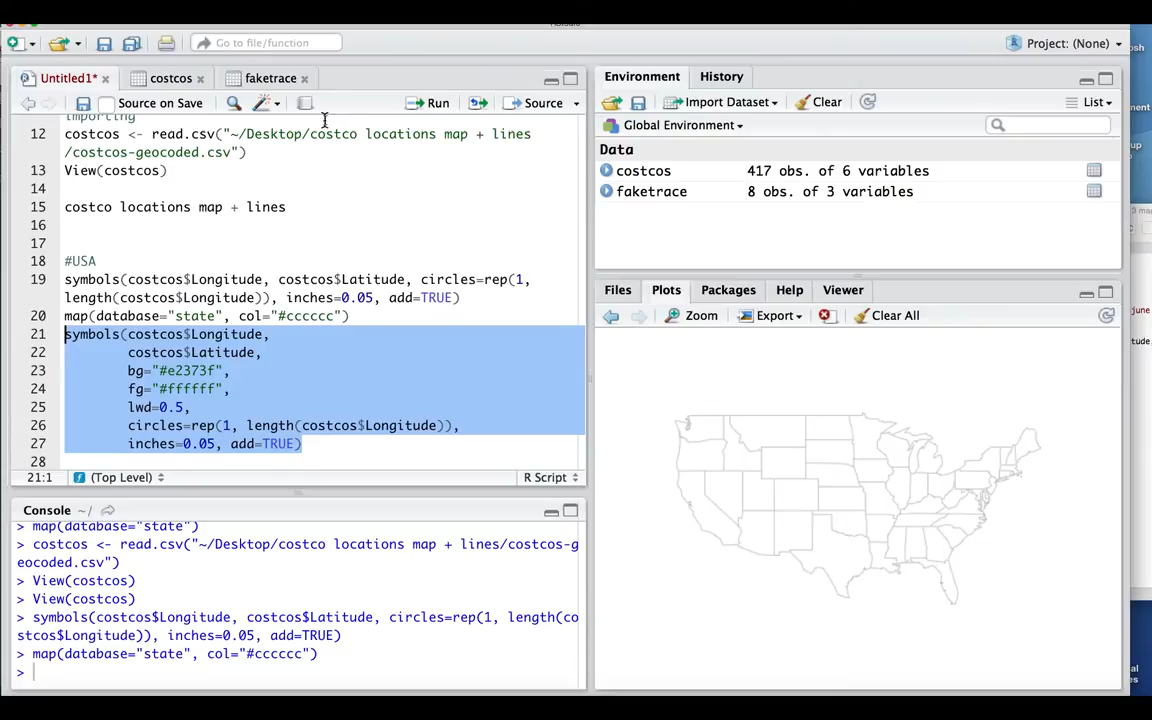 Go to file/function
Project: (None)
Untitled1*
costcos
faketrace
Source on Save
Run
Source
importing
12 costcos <- read.csv("~/Desktop/costco locations map + lines
/costcos-geocoded.csv")
13 View(costcos)
14
15 costco locations map + lines
16
17
18 #USA
19 symbols(costcos$Longitude, costcos$Latitude, circles=rep(1,
length(costcos$Longitude)), inches=0.05, add=TRUE)
20 map(database="state", col="#cccccc")
21 symbols(costcos$Longitude,
22 costcos$Latitude,
23 bg="#e2373f",
24 fg="#ffffff",
25 lwd=0.5,
26 circles=rep(1, length(costcos$Longitude)),
27 inches=0.05, add=TRUE)
28
21:1 (Top Level) R Script
Console ~/
> map(database="state")
> costcos <- read.csv("~/Desktop/costco locations map + lines/costcos-g
eocoded.csv")
> View(costcos)
> View(costcos)
> symbols(costcos$Longitude, costcos$Latitude, circles=rep(1, length(co
stcos$Longitude)), inches=0.05, add=TRUE)
> map(database="state", col="#cccccc")
>
Environment History
Import Dataset Clear List
Global Environment
Data
costcos 417 obs. of 6 variables
faketrace 8 obs. of 3 variables
Files Plots Packages Help Viewer
Zoom Export Clear All